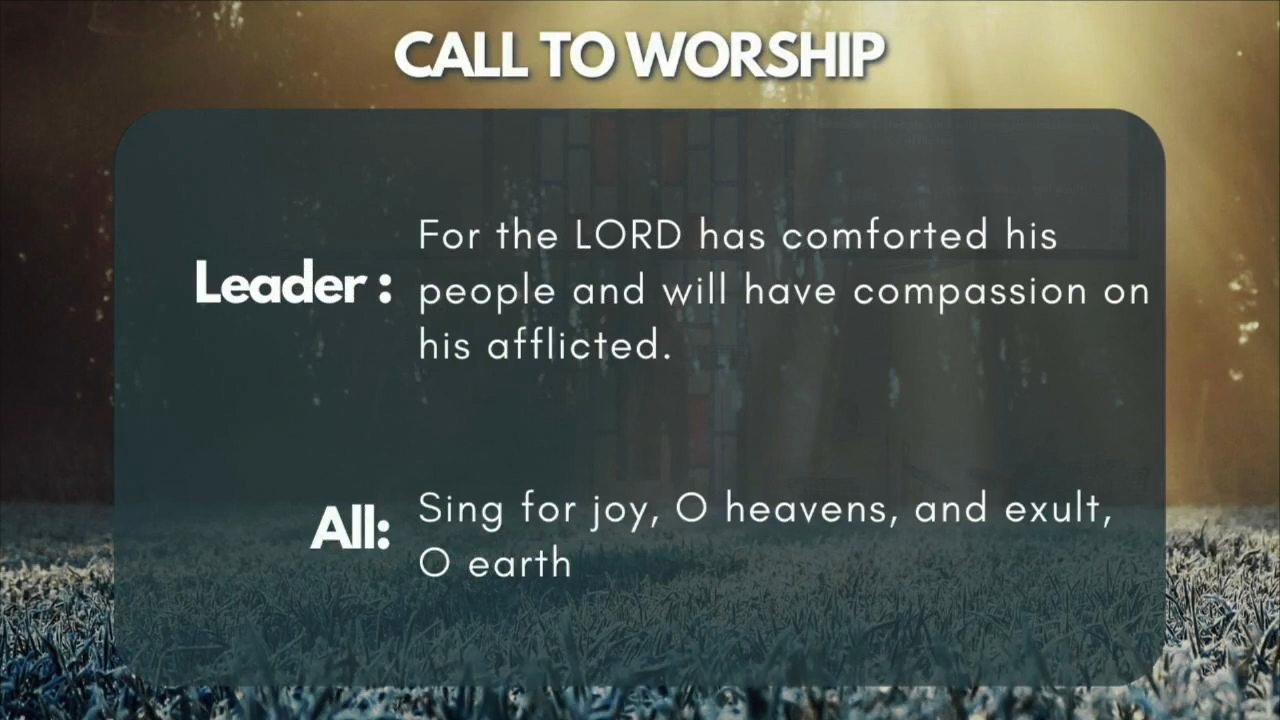 CALL TO WORSHIP
Leader :
For the LORD has comforted his
people and will have compassion on
his afflicted.
All:
Sing for joy, O heavens, and exult,
O earth